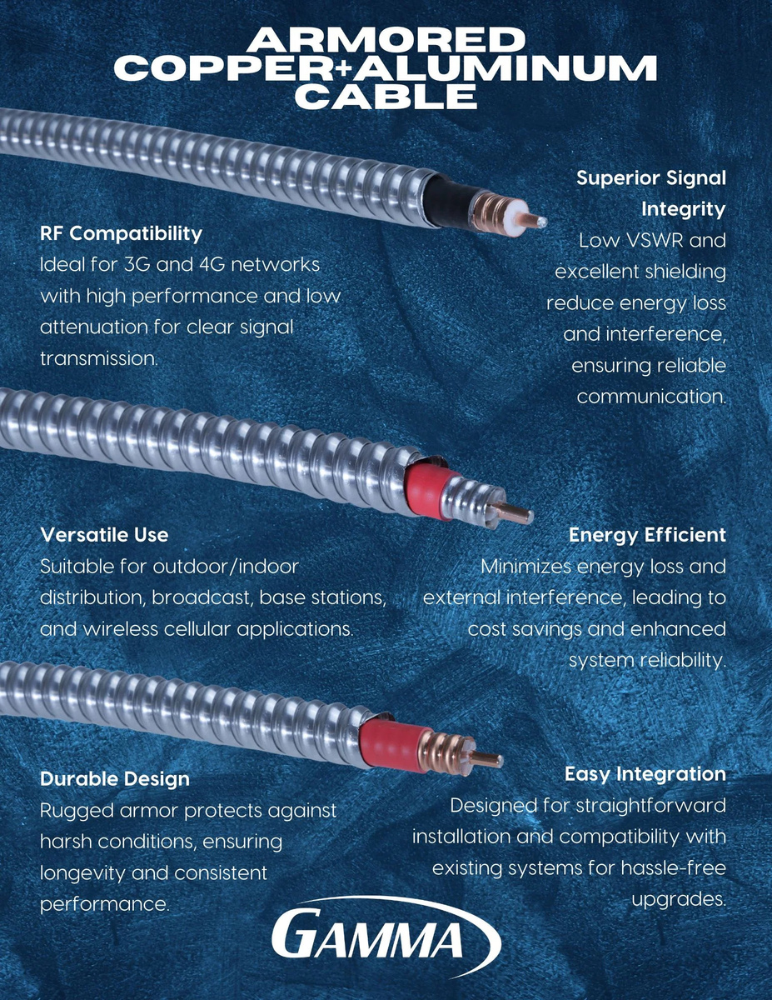 ARMORED
COPPER+ALUMINUM
CABLE
Superior Signal
Integrity
Low VSWR and
excellent shielding
reduce energy loss
and interference,
ensuring reliable
communication.
RF Compatibility
Ideal for 3G and 4G networks
with high performance and low
attenuation for clear signal
transmission.
Versatile Use
Suitable for outdoor/indoor
distribution, broadcast, base stations,
and wireless cellular applications.
Energy Efficient
Minimizes energy loss and
external interference, leading to
cost savings and enhanced
system reliability.
Durable Design
Rugged armor protects against
harsh conditions, ensuring
longevity and consistent
performance.
Easy Integration
Designed for straightforward
installation and compatibility with
existing systems for hassle-free
upgrades.
GAMMA